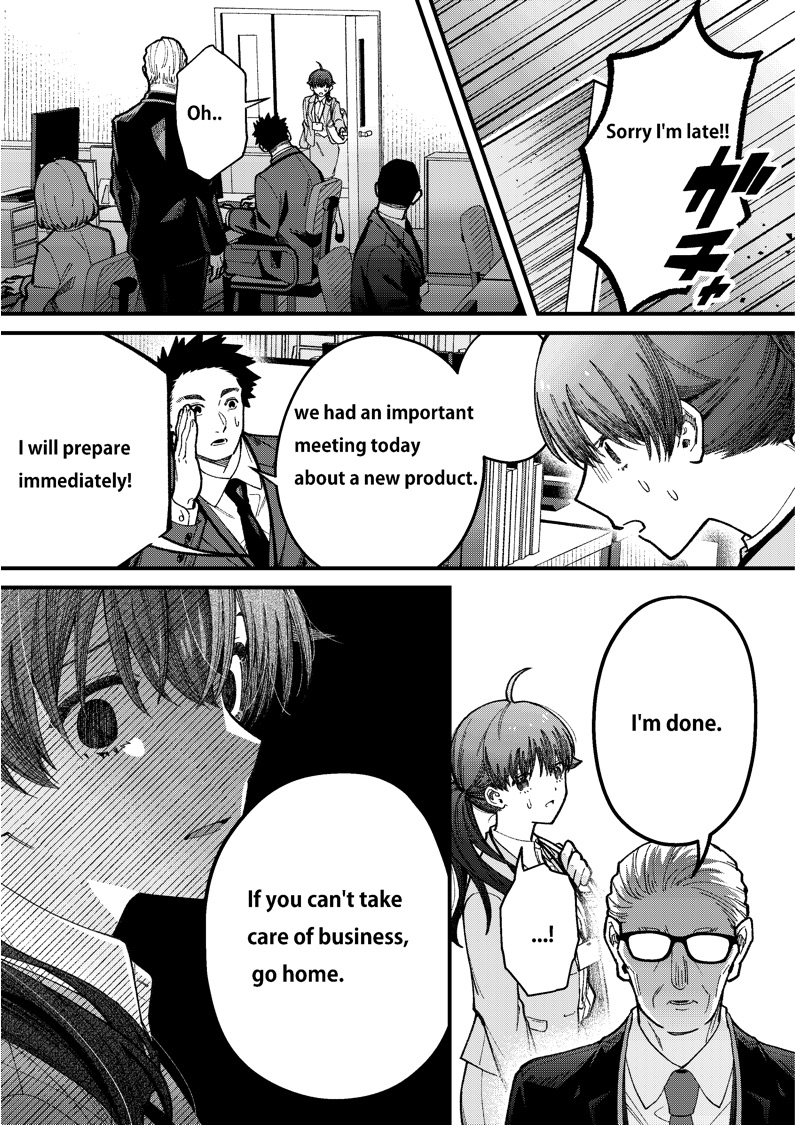 Sorry I'm late!!
ガチャ
Oh..
we had an important
meeting today
about a new product.
I will prepare
immediately!
I'm done.
...!
If you can't take
care of business,
go home.